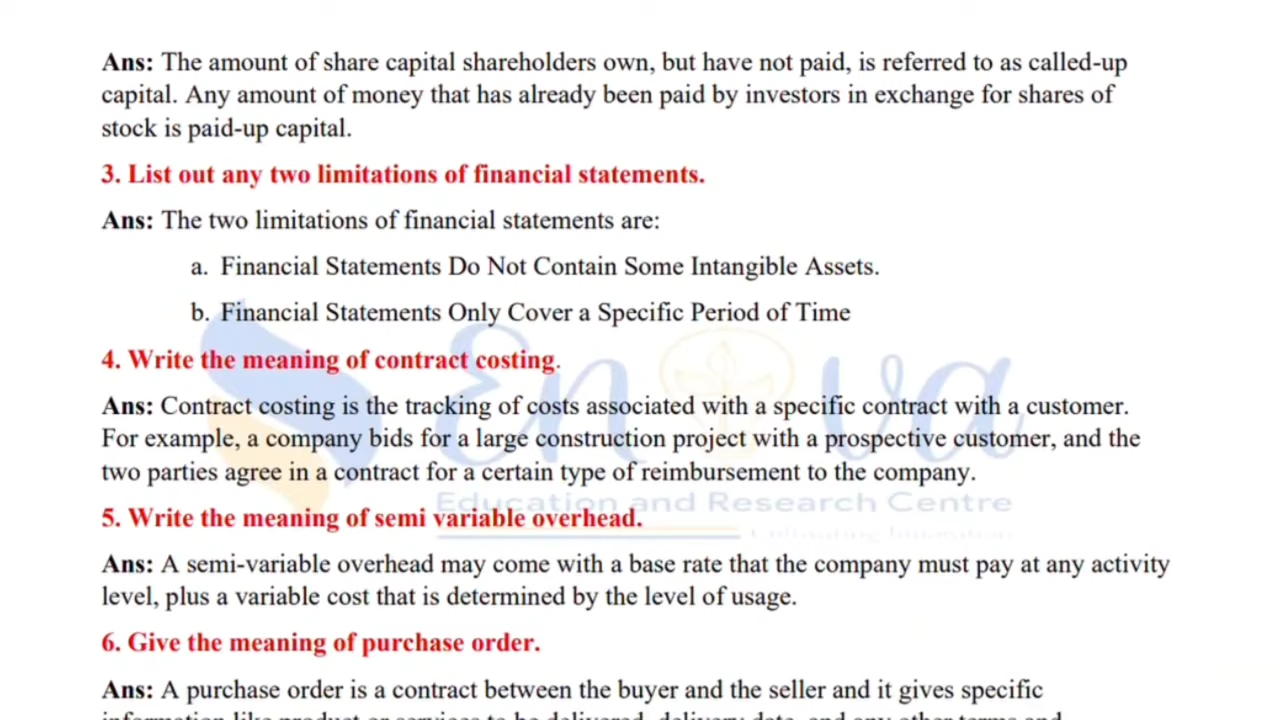 Ans: The amount of share capital shareholders own, but have not paid, is referred to as called-up
capital. Any amount of money that has already been paid by investors in exchange for shares of
stock is paid-up capital.
3. List out any two limitations of financial statements.
Ans: The two limitations of financial statements are:
a. Financial Statements Do Not Contain Some Intangible Assets.
b. Financial Statements Only Cover a Specific Period of Time
4. Write the meaning of contract costing.
Ans: Contract costing is the tracking of costs associated with a specific contract with a customer.
For example, a company bids for a large construction project with a prospective customer, and the
two parties agree in a contract for a certain type of reimbursement to the company.
Education and Research Centre
5. Write the meaning of semi variable overhead.
Ans: A semi-variable overhead may come with a base rate that the company must pay at any activity
level, plus a variable cost that is determined by the level of usage.
6. Give the meaning of purchase order.
Ans: A purchase order is a contract between the buyer and the seller and it gives specific